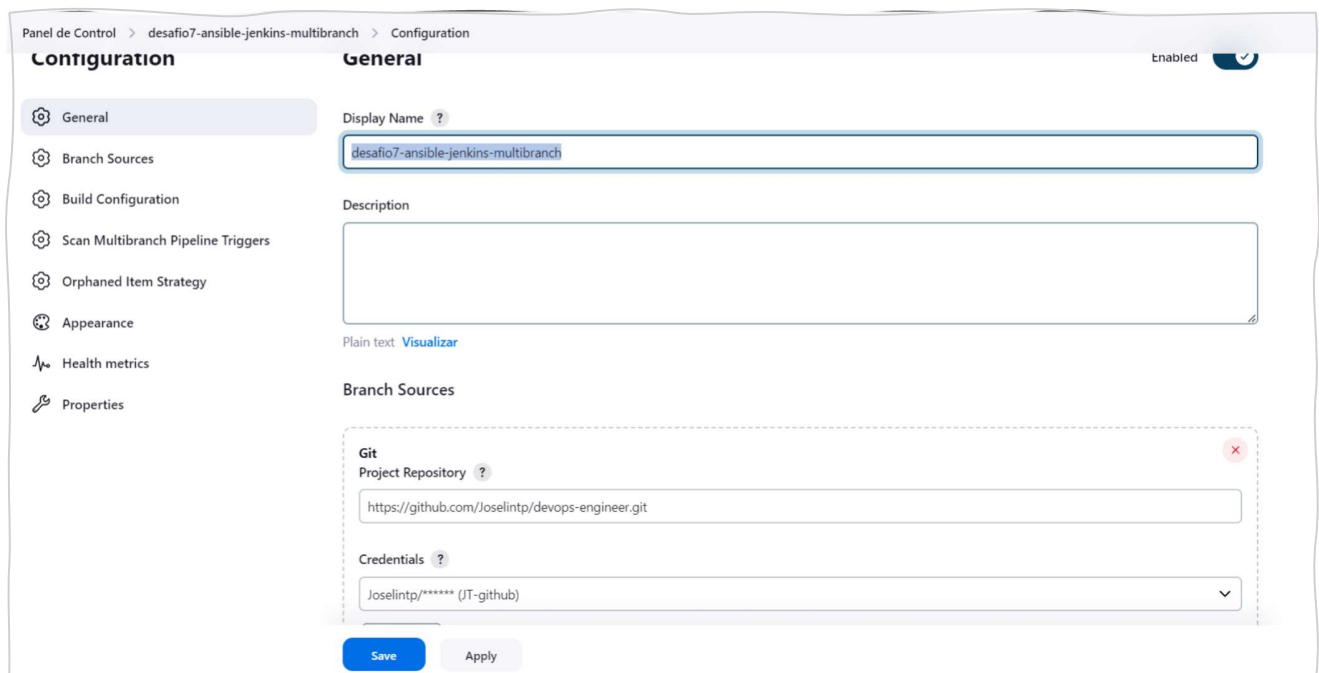 Panel de Control > desafio7-ansible-jenkins-multibranch > Configuration
Configuration
General
Branch Sources
Build Configuration
Scan Multibranch Pipeline Triggers
Orphaned Item Strategy
Appearance
Health metrics
Properties
General
Enabled
Display Name ?
desafio7-ansible-jenkins-multibranch
Description
Plain text Visualizar
Branch Sources
Git
Project Repository ?
https://github.com/Joselintp/devops-engineer.git
Credentials ?
Joselintp/****** (JT-github)
Save Apply